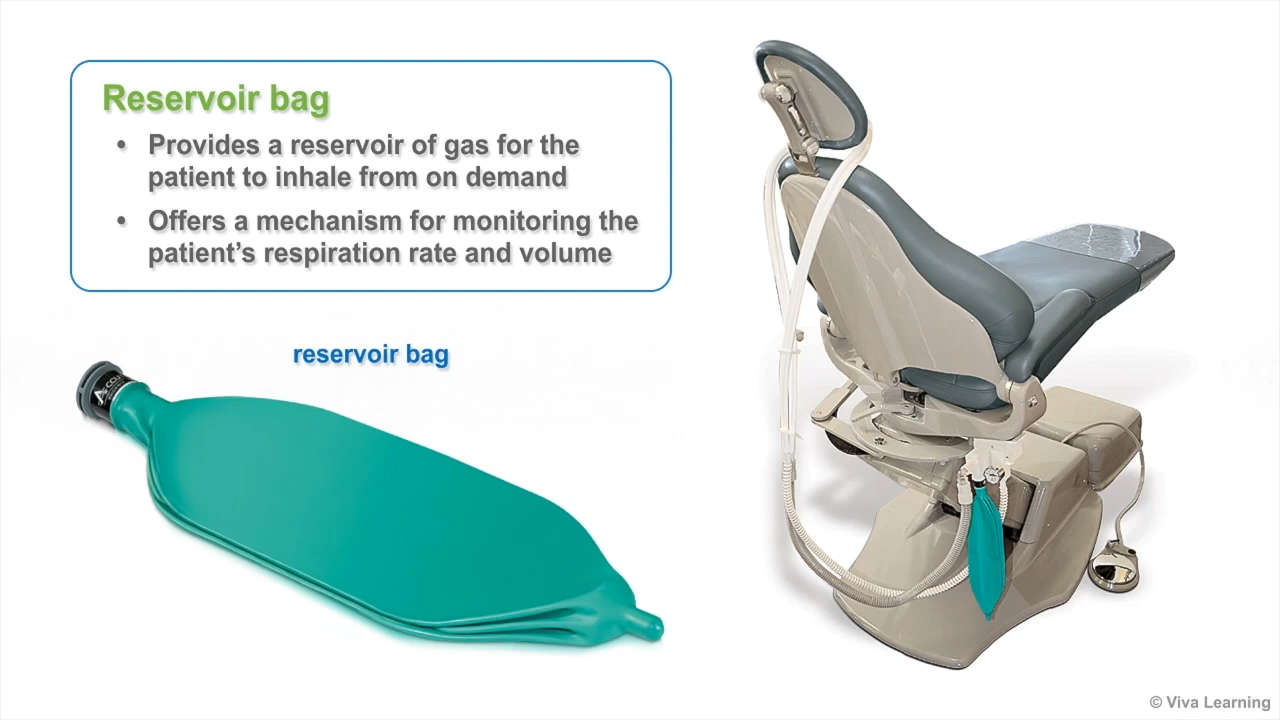 Reservoir bag
• Provides a reservoir of gas for the
patient to inhale from on demand
• Offers a mechanism for monitoring the
patient’s respiration rate and volume
reservoir bag
© Viva Learning